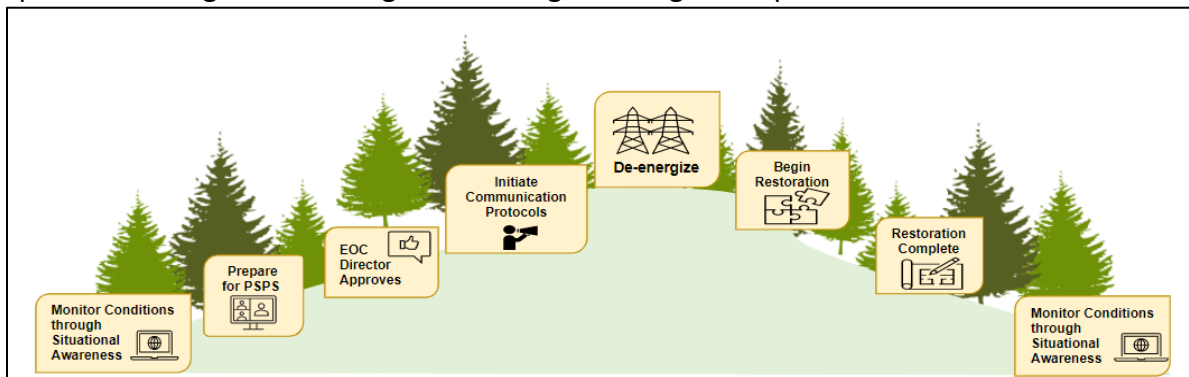 Monitor Conditions
through
Situational
Awareness
Prepare
for PSPS
EOC
Director
Approves
Initiate
Communication
Protocols
De-energize
Begin
Restoration
Restoration
Complete
Monitor Conditions
through
Situational
Awareness